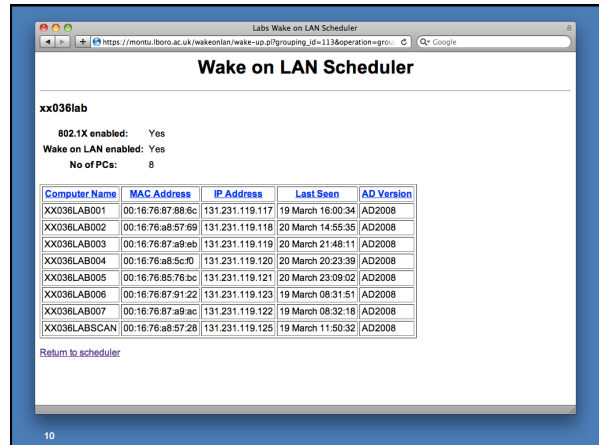 Labs Wake on LAN Scheduler
https://montu.lboro.ac.uk/wakeonlan/wake-up.pl?grouping_id=113&operation=grou
Google
Wake on LAN Scheduler
xx036lab
802.1X enabled: Yes
Wake on LAN enabled: Yes
No of PCs: 8
Computer Name MAC Address IP Address Last Seen AD Version
XX036LAB001 00:16:76:87:88:6c 131.231.119.117 19 March 16:00:34 AD2008
XX036LAB002 00:16:76:a8:57:69 131.231.119.118 20 March 14:55:35 AD2008
XX036LAB003 00:16:76:87:a9:eb 131.231.119.119 20 March 21:48:11 AD2008
XX036LAB004 00:16:76:a8:5c:f0 131.231.119.120 20 March 20:23:39 AD2008
XX036LAB005 00:16:76:85:76:bc 131.231.119.121 20 March 23:09:02 AD2008
XX036LAB006 00:16:76:87:91:22 131.231.119.123 19 March 08:31:51 AD2008
XX036LAB007 00:16:76:87:a9:ac 131.231.119.122 19 March 08:32:18 AD2008
XX036LABSCAN 00:16:76:a8:57:28 131.231.119.125 19 March 11:50:32 AD2008
Return to scheduler
10